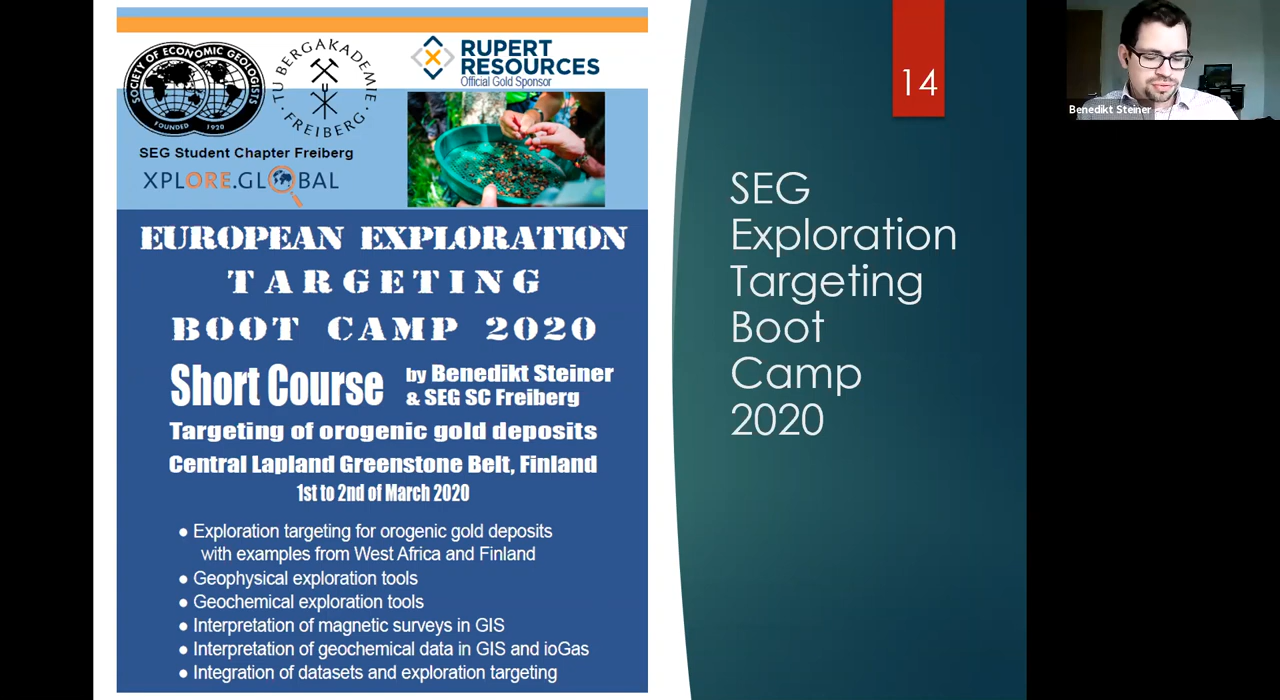 SOCIETY OF ECONOMIC GEOLOGISTS
FOUNDED 1920
TU BERGAKADEMIE
FREIBERG
RUPERT
RESOURCES
Official Gold Sponsor
SEG Student Chapter Freiberg
XPLORE.GLOBAL
EUROPEAN EXPLORATION
TARGETING
BOOT CAMP 2020
Short Course
by Benedikt Steiner
& SEG SC Freiberg
Targeting of orogenic gold deposits
Central Lapland Greenstone Belt, Finland
1st to 2nd of March 2020
● Exploration targeting for orogenic gold deposits
with examples from West Africa and Finland
● Geophysical exploration tools
● Geochemical exploration tools
● Interpretation of magnetic surveys in GIS
● Interpretation of geochemical data in GIS and ioGas
● Integration of datasets and exploration targeting
14
SEG
Exploration
Targeting
Boot
Camp
2020
Benedikt Steiner